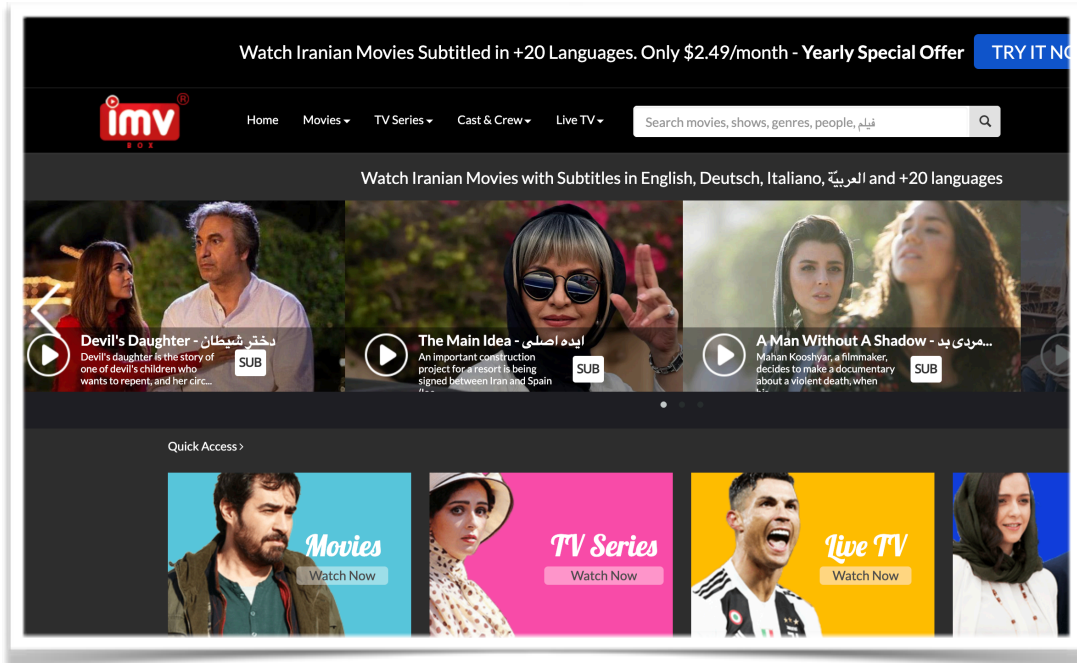 Watch Iranian Movies Subtitled in +20 Languages. Only $2.49/month - Yearly Special Offer
TRY IT NO
imv ®
BOX
Home Movies TV Series Cast & Crew Live TV
Search movies, shows, genres, people, فیلم
Watch Iranian Movies with Subtitles in English, Deutsch, Italiano, العربيّة and +20 languages
Devil's Daughter - دختر شیطان
Devil's daughter is the story of
one of devil's children who
wants to repent, and her circ...
SUB
The Main Idea - ایده اصلی
An important construction
project for a resort is being
signed between Iran and Spain
SUB
A Man Without A Shadow - مردی بد...
Mahan Kooshyar, a filmmaker,
decides to make a documentary
about a violent death, when
SUB
Quick Access
Movies
Watch Now
TV Series
Watch Now
Live TV
Watch Now